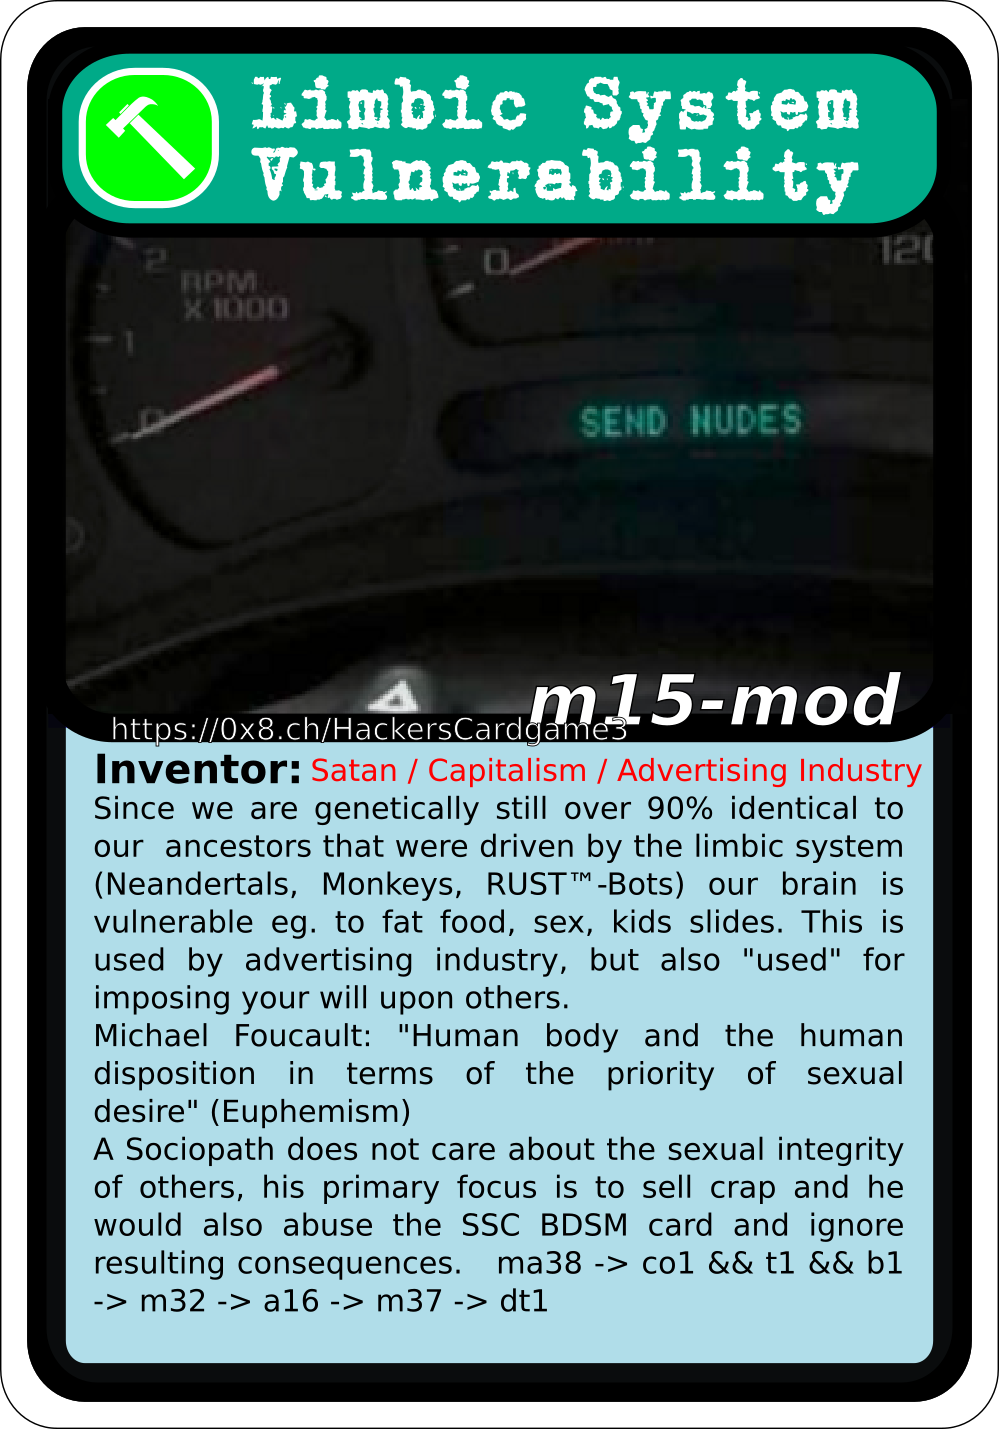 Limbic System
Vulnerability
2
RPM
X 1000
1
0
0
120
SEND NUDES
m15-mod
https://0x8.ch/HackersCardgame3
Inventor: Satan / Capitalism / Advertising Industry
Since we are genetically still over 90% identical to
our ancestors that were driven by the limbic system
(Neandertals, Monkeys, RUST™-Bots) our brain is
vulnerable eg. to fat food, sex, kids slides. This is
used by advertising industry, but also "used" for
imposing your will upon others.
Michael Foucault: "Human body and the human
disposition in terms of the priority of sexual
desire" (Euphemism)
A Sociopath does not care about the sexual integrity
of others, his primary focus is to sell crap and he
would also abuse the SSC BDSM card and ignore
resulting consequences. ma38 -> co1 && t1 && b1
-> m32 -> a16 -> m37 -> dt1